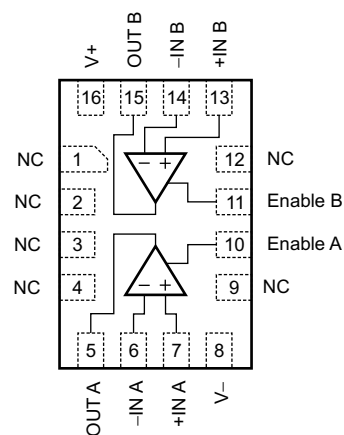 V+
OUT B
–IN B
+IN B
16
15
14
13
NC
1
– +
12
NC
NC
2
11
Enable B
NC
3
10
Enable A
NC
4
– +
9
NC
5
6
7
8
OUT A
–IN A
+IN A
V–